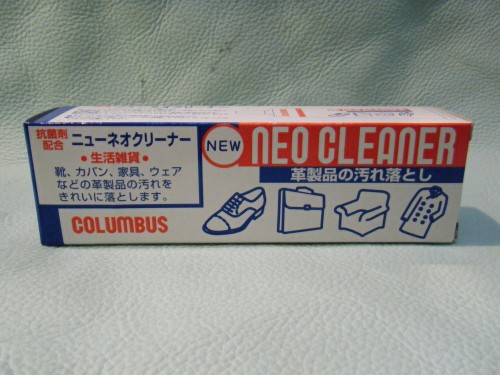 抗菌剤
配合
ニューネオクリーナー
•生活雑貨•
靴、カバン、家具、ウェア
などの革製品の汚れを
きれいに落とします。
COLUMBUS
NEW
NEO CLEANER
革製品の汚れ落とし